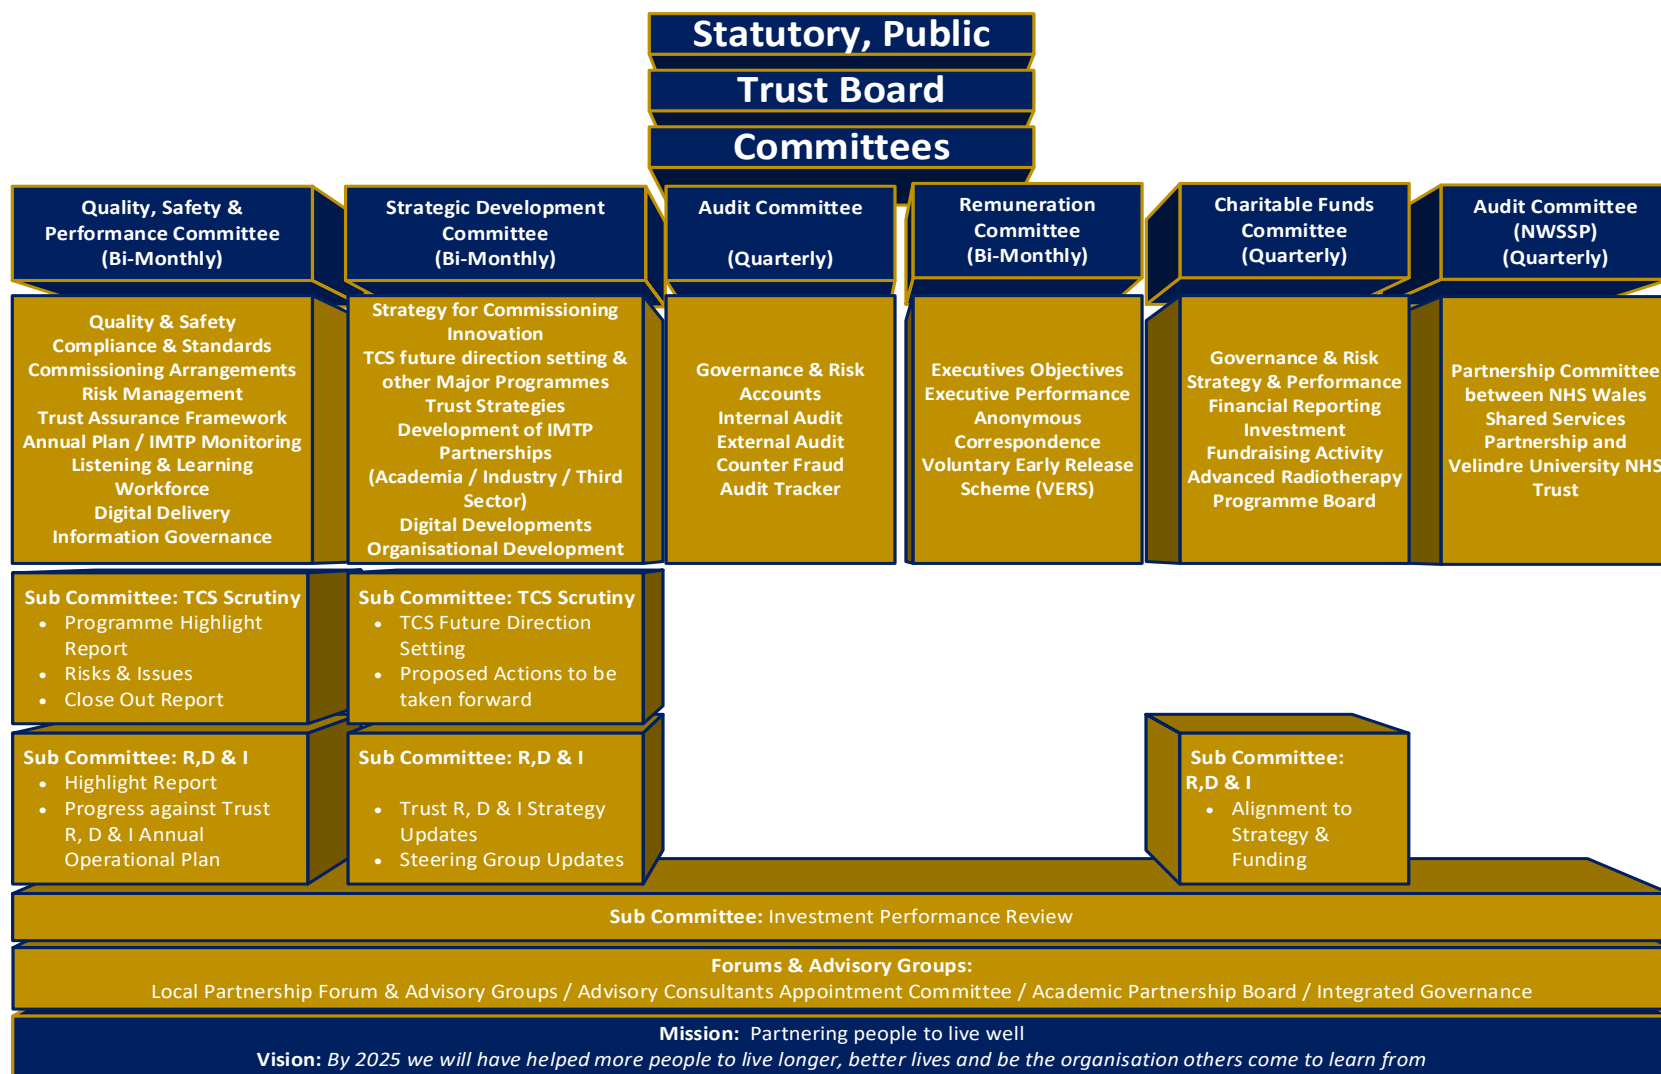 Statutory, Public
Trust Board
Committees
Quality, Safety &
Performance Committee
(Bi-Monthly)
Strategic Development
Committee
(Bi-Monthly)
Audit Committee
(Quarterly)
Remuneration
Committee
(Bi-Monthly)
Charitable Funds
Committee
(Quarterly)
Audit Committee
(NWSSP)
(Quarterly)
Quality & Safety
Compliance & Standards
Commissioning Arrangements
Risk Management
Trust Assurance Framework
Annual Plan / IMTP Monitoring
Listening & Learning
Workforce
Digital Delivery
Information Governance
Strategy for Commissioning
Innovation
TCS future direction setting &
other Major Programmes
Trust Strategies
Development of IMTP
Partnerships
(Academia / Industry / Third
Sector)
Digital Developments
Organisational Development
Governance & Risk
Accounts
Internal Audit
External Audit
Counter Fraud
Audit Tracker
Executives Objectives
Executive Performance
Anonymous
Correspondence
Voluntary Early Release
Scheme (VERS)
Governance & Risk
Strategy & Performance
Financial Reporting
Investment
Fundraising Activity
Advanced Radiotherapy
Programme Board
Partnership Committee
between NHS Wales
Shared Services
Partnership and
Velindre University NHS
Trust
Sub Committee: TCS Scrutiny
• Programme Highlight
Report
• Risks & Issues
• Close Out Report
Sub Committee: TCS Scrutiny
• TCS Future Direction
Setting
• Proposed Actions to be
taken forward
Sub Committee: R,D & I
• Highlight Report
• Progress against Trust
R, D & I Annual
Operational Plan
Sub Committee: R,D & I
• Trust R, D & I Strategy
Updates
• Steering Group Updates
Sub Committee:
R,D & I
• Alignment to
Strategy &
Funding
Sub Committee: Investment Performance Review
Forums & Advisory Groups:
Local Partnership Forum & Advisory Groups / Advisory Consultants Appointment Committee / Academic Partnership Board / Integrated Governance
Mission: Partnering people to live well
Vision: By 2025 we will have helped more people to live longer, better lives and be the organisation others come to learn from